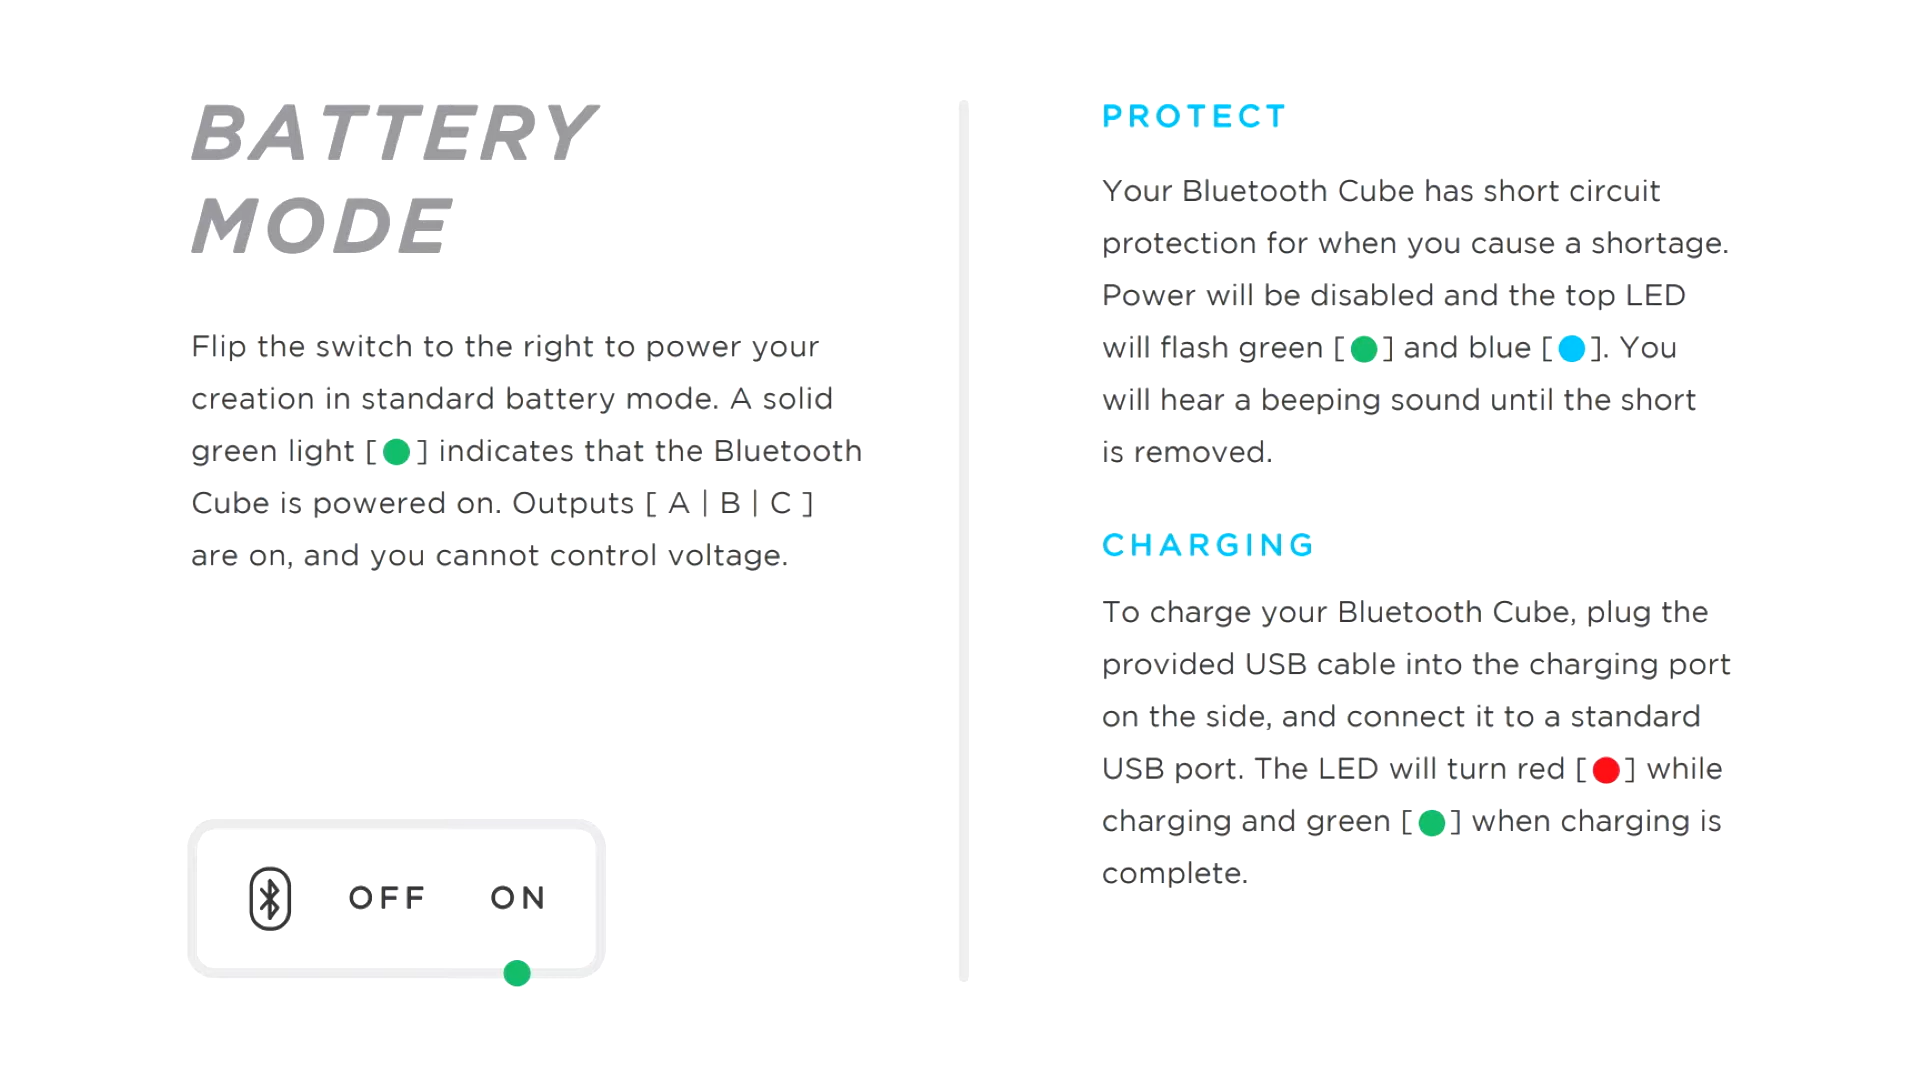 BATTERY
MODE
Flip the switch to the right to power your
creation in standard battery mode. A solid
green light [ ] indicates that the Bluetooth
Cube is powered on. Outputs [ A | B | C ]
are on, and you cannot control voltage.
OFF ON
PROTECT
Your Bluetooth Cube has short circuit
protection for when you cause a shortage.
Power will be disabled and the top LED
will flash green [ ] and blue [ ]. You
will hear a beeping sound until the short
is removed.
CHARGING
To charge your Bluetooth Cube, plug the
provided USB cable into the charging port
on the side, and connect it to a standard
USB port. The LED will turn red [ ] while
charging and green [ ] when charging is
complete.